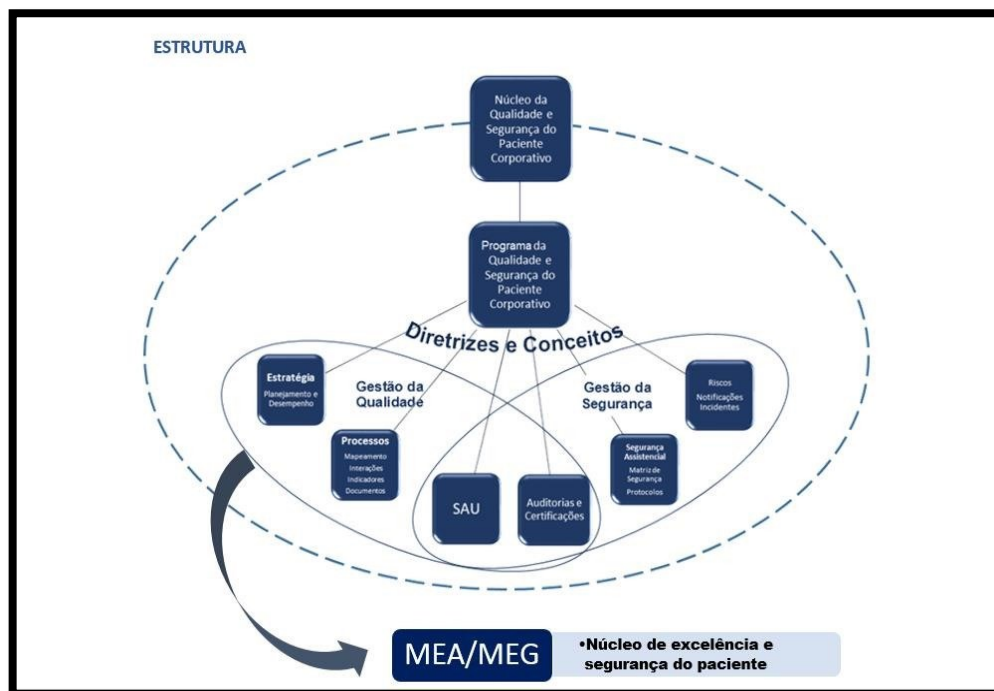 ESTRUTURA
Núcleo da
Qualidade e
Segurança do
Paciente
Corporativo
Programa da
Qualidade e
Segurança do
Paciente
Corporativo
Diretrizes e Conceitos
Estratégia
Planejamento e
Desempenho
Gestão da
Qualidade
Processos
Mapeamento
Interações
Indicadores
Documentos
SAU
Auditorias e
Certificações
Gestão da
Segurança
Segurança
Assistencial
Matriz de
Segurança
Protocolos
Riscos
Notificações
Incidentes
MEA/MEG
•Núcleo de excelência e
segurança do paciente